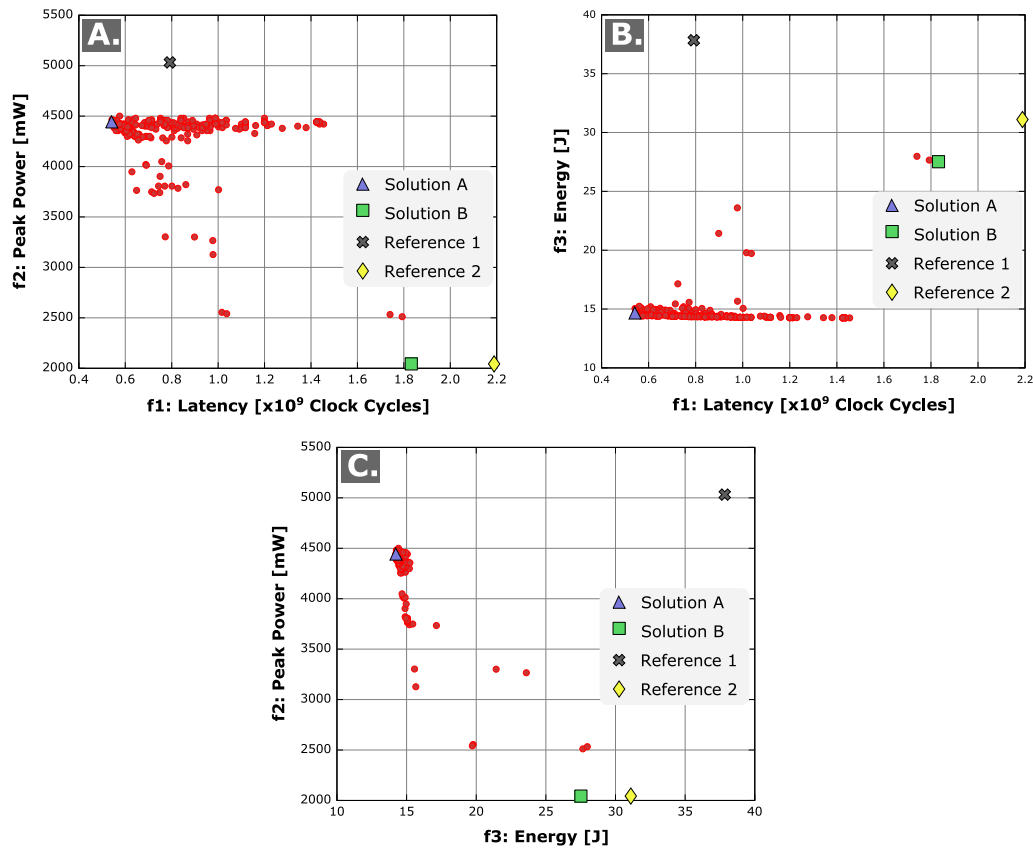 A.
5500
5000
4500
4000
3500
3000
2500
2000
f2: Peak Power [mW]
Solution A
Solution B
Reference 1
Reference 2
0.4 0.6 0.8 1.0 1.2 1.4 1.6 1.8 2.0 2.2
f1: Latency [x10⁹ Clock Cycles]
B.
40
35
30
25
20
15
10
f3: Energy [J]
Solution A
Solution B
Reference 1
Reference 2
0.4 0.6 0.8 1.0 1.2 1.4 1.6 1.8 2.0 2.2
f1: Latency [x10⁹ Clock Cycles]
C.
5500
5000
4500
4000
3500
3000
2500
2000
f2: Peak Power [mW]
Solution A
Solution B
Reference 1
Reference 2
10 15 20 25 30 35 40
f3: Energy [J]